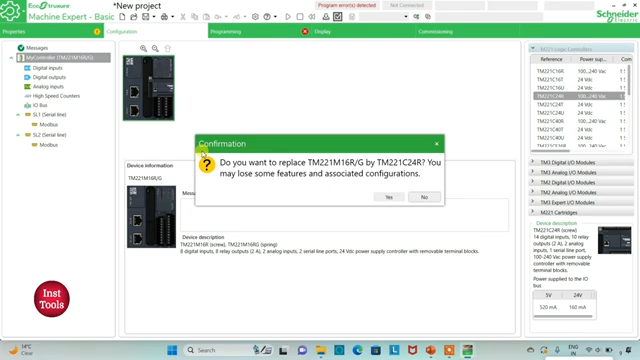 EcoStruxure
Machine Expert - Basic
*New project
Program error(s) detected
Not Connected
Schneider
Electric
Properties
Configuration
Programming
Display
Commissioning
Messages
MyController (TM221M16R/G)
Digital inputs
Digital outputs
Analog inputs
High Speed Counters
IO Bus
SL1 (Serial line)
Modbus
SL2 (Serial line)
Modbus
Device information
TM221M16R/G
Device description
TM221M16R (screw), TM221M16RG (spring)
8 digital inputs, 8 relay outputs (2 A), 2 analog inputs, 2 serial line ports, 24 Vdc power supply controller with removable terminal blocks.
Confirmation
Do you want to replace TM221M16R/G by TM221C24R? You
may lose some features and associated configurations.
Yes
No
M221 Logic Controllers
Reference
Power sup...
Com
TM221C16R
100...240 Vac
TM221C16T
24 Vdc
TM221C16U
24 Vdc
TM221C24R
100...240 Vac
TM221C24T
24 Vdc
TM221C24U
24 Vdc
TM221C40R
100...240 Vac
TM221C40T
24 Vdc
TM221C40U
24 Vdc
TM3 Digital I/O Modules
TM3 Analog I/O Modules
TM2 Digital I/O Modules
TM2 Analog I/O Modules
TM3 Expert I/O Modules
M221 Cartridges
Device description
TM221C24R (screw)
14 digital inputs, 10 relay
outputs (2 A), 2 analog
inputs, 1 serial line port,
100-240 Vac power supply
controller with removable
terminal blocks.
Power supplied to the IO
bus
5V
24V
520 mA
160 mA
Inst
Tools
14°C
Clear
Search
ENG
IN